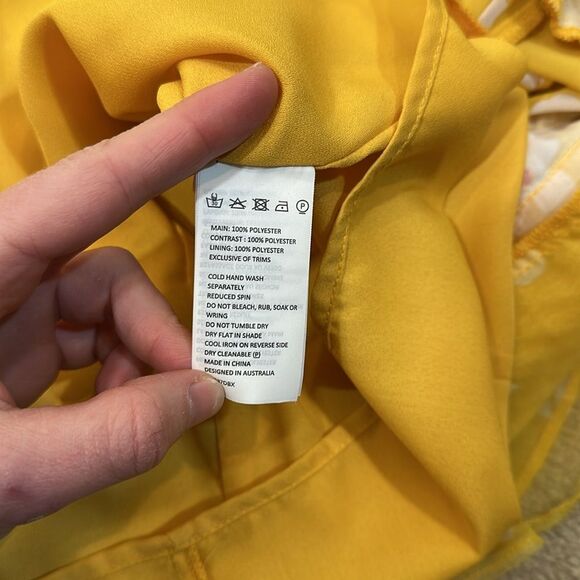 MAIN: 100% POLYESTER
CONTRAST : 100% POLYESTER
LINING: 100% POLYESTER
EXCLUSIVE OF TRIMS
COLD HAND WASH
SEPARATELY
REDUCED SPIN
DO NOT BLEACH, RUB, SOAK OR
WRING
DO NOT TUMBLE DRY
DRY FLAT IN SHADE
COOL IRON ON REVERSE SIDE
DRY CLEANABLE Ⓟ
MADE IN CHINA
DESIGNED IN AUSTRALIA